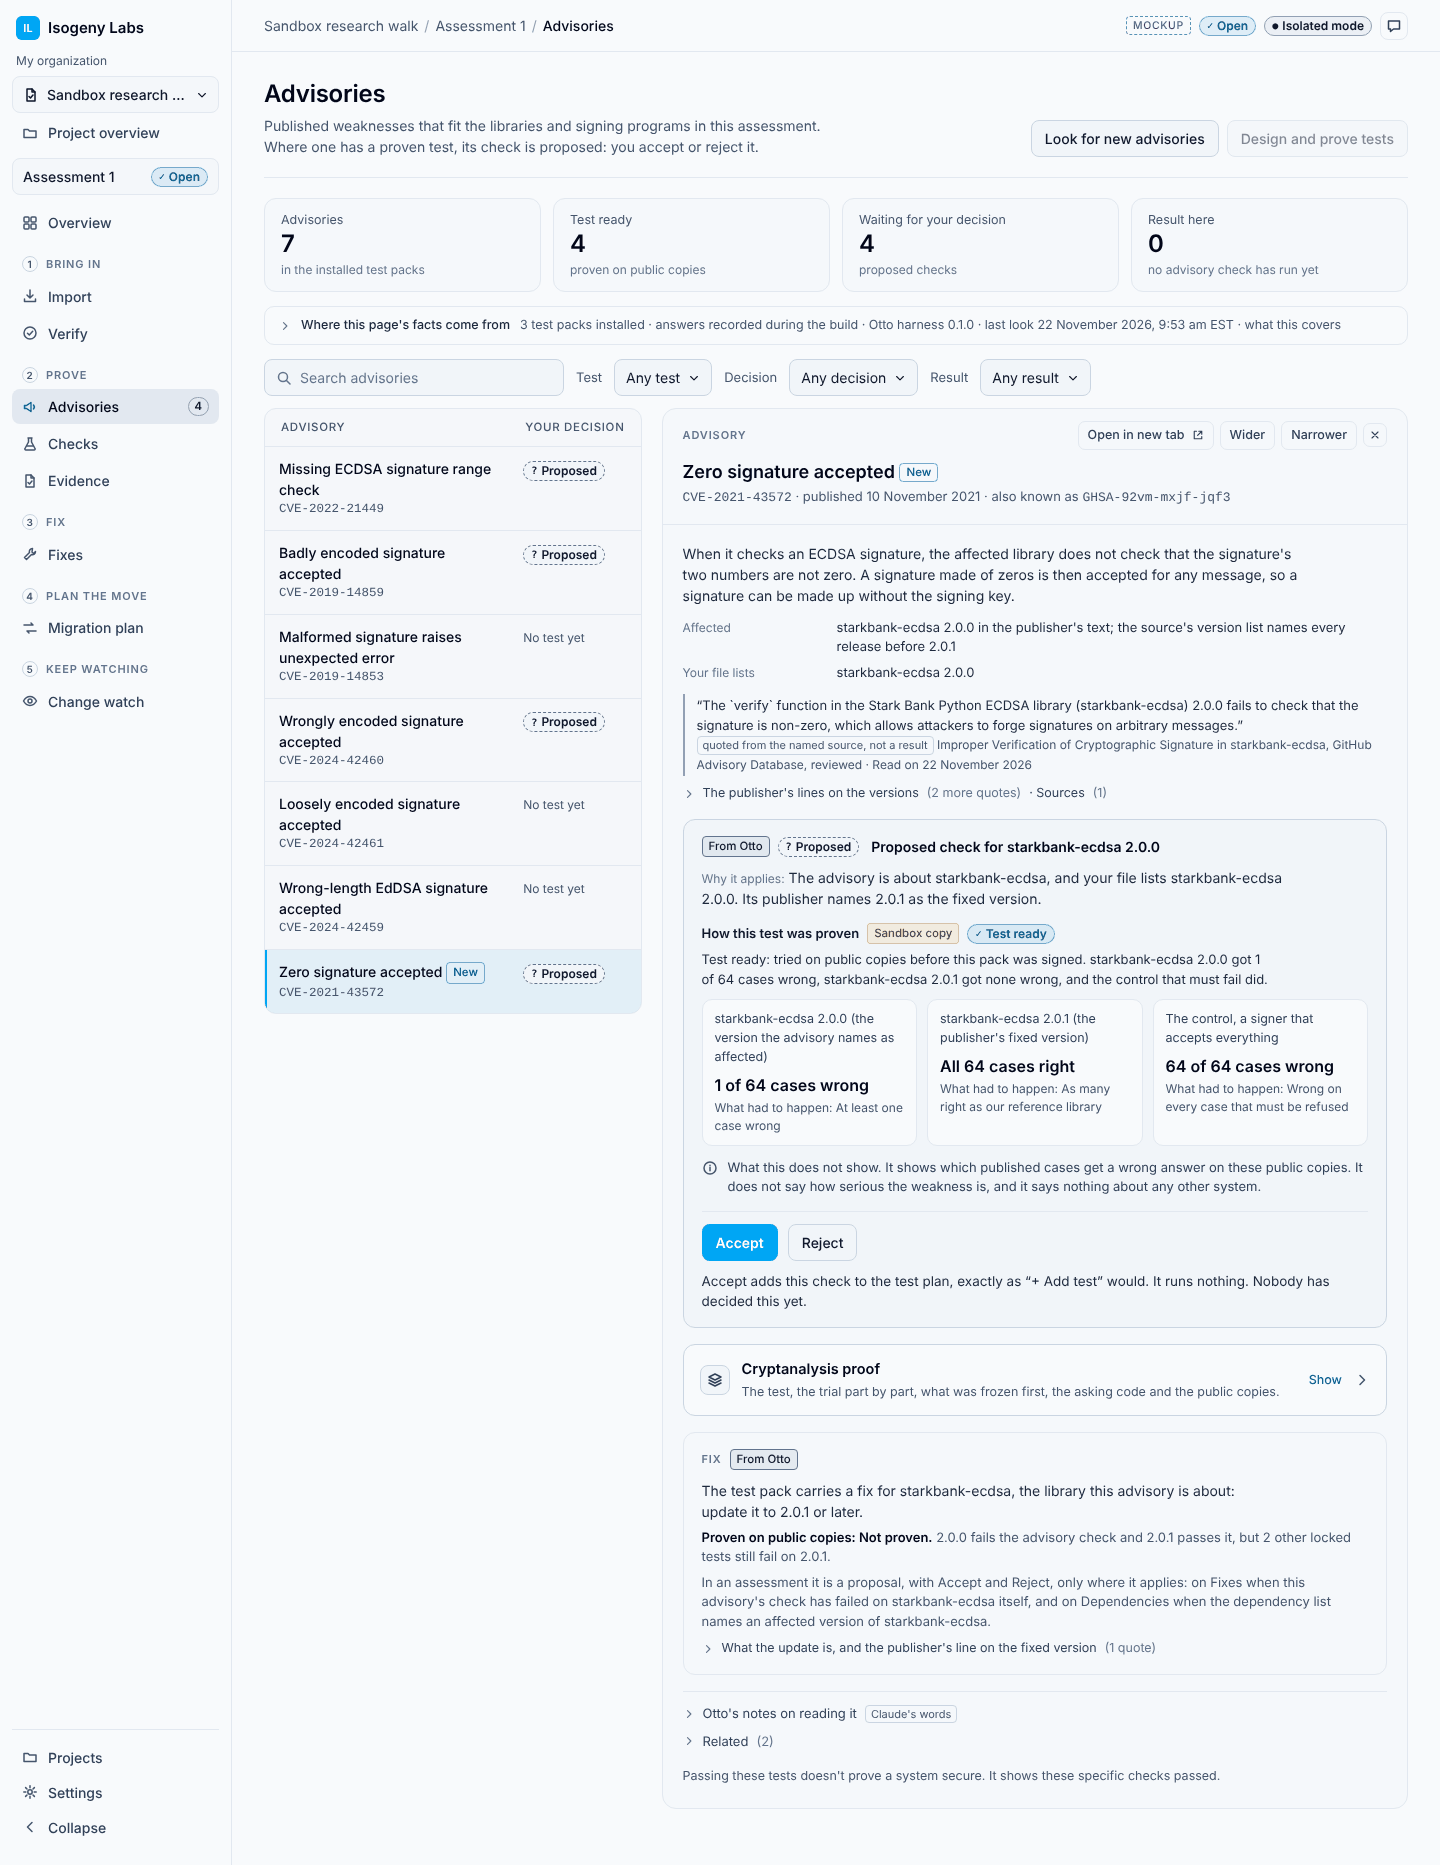 IL Isogeny Labs
My organization
Sandbox research ...
Project overview
Assessment 1 ✓ Open
Overview
1 BRING IN
Import
Verify
2 PROVE
Advisories 4
Checks
Evidence
3 FIX
Fixes
4 PLAN THE MOVE
Migration plan
5 KEEP WATCHING
Change watch
Projects
Settings
Collapse
Sandbox research walk / Assessment 1 / Advisories
MOCKUP ✓ Open ● Isolated mode
Advisories
Published weaknesses that fit the libraries and signing programs in this assessment.
Where one has a proven test, its check is proposed: you accept or reject it.
Look for new advisories Design and prove tests
Advisories
7
in the installed test packs
Test ready
4
proven on public copies
Waiting for your decision
4
proposed checks
Result here
0
no advisory check has run yet
Where this page's facts come from 3 test packs installed · answers recorded during the build · Otto harness 0.1.0 · last look 22 November 2026, 9:53 am EST · what this covers
Search advisories Test Any test Decision Any decision Result Any result
ADVISORY YOUR DECISION
Missing ECDSA signature range ? Proposed
check
CVE-2022-21449
Badly encoded signature ? Proposed
accepted
CVE-2019-14859
Malformed signature raises No test yet
unexpected error
CVE-2019-14853
Wrongly encoded signature ? Proposed
accepted
CVE-2024-42460
Loosely encoded signature No test yet
accepted
CVE-2024-42461
Wrong-length EdDSA signature No test yet
accepted
CVE-2024-42459
Zero signature accepted New ? Proposed
CVE-2021-43572
ADVISORY Open in new tab Wider Narrower ×
Zero signature accepted New
CVE-2021-43572 · published 10 November 2021 · also known as GHSA-92vm-mxjf-jqf3
When it checks an ECDSA signature, the affected library does not check that the signature's
two numbers are not zero. A signature made of zeros is then accepted for any message, so a
signature can be made up without the signing key.
Affected starkbank-ecdsa 2.0.0 in the publisher's text; the source's version list names every
release before 2.0.1
Your file lists starkbank-ecdsa 2.0.0
“The `verify` function in the Stark Bank Python ECDSA library (starkbank-ecdsa) 2.0.0 fails to check that the
signature is non-zero, which allows attackers to forge signatures on arbitrary messages.”
quoted from the named source, not a result Improper Verification of Cryptographic Signature in starkbank-ecdsa, GitHub
Advisory Database, reviewed · Read on 22 November 2026
The publisher's lines on the versions (2 more quotes) · Sources (1)
From Otto ? Proposed Proposed check for starkbank-ecdsa 2.0.0
Why it applies: The advisory is about starkbank-ecdsa, and your file lists starkbank-ecdsa
2.0.0. Its publisher names 2.0.1 as the fixed version.
How this test was proven Sandbox copy ✓ Test ready
Test ready: tried on public copies before this pack was signed. starkbank-ecdsa 2.0.0 got 1
of 64 cases wrong, starkbank-ecdsa 2.0.1 got none wrong, and the control that must fail did.
starkbank-ecdsa 2.0.0 (the
version the advisory names as
affected)
1 of 64 cases wrong
What had to happen: At least one
case wrong
starkbank-ecdsa 2.0.1 (the
publisher's fixed version)
All 64 cases right
What had to happen: As many
right as our reference library
The control, a signer that
accepts everything
64 of 64 cases wrong
What had to happen: Wrong on
every case that must be refused
What this does not show. It shows which published cases get a wrong answer on these public copies. It
does not say how serious the weakness is, and it says nothing about any other system.
Accept Reject
Accept adds this check to the test plan, exactly as “+ Add test” would. It runs nothing. Nobody has
decided this yet.
Cryptanalysis proof
The test, the trial part by part, what was frozen first, the asking code and the public copies.
Show
FIX From Otto
The test pack carries a fix for starkbank-ecdsa, the library this advisory is about:
update it to 2.0.1 or later.
Proven on public copies: Not proven. 2.0.0 fails the advisory check and 2.0.1 passes it, but 2 other locked
tests still fail on 2.0.1.
In an assessment it is a proposal, with Accept and Reject, only where it applies: on Fixes when this
advisory's check has failed on starkbank-ecdsa itself, and on Dependencies when the dependency list
names an affected version of starkbank-ecdsa.
What the update is, and the publisher's line on the fixed version (1 quote)
Otto's notes on reading it Claude's words
Related (2)
Passing these tests doesn't prove a system secure. It shows these specific checks passed.